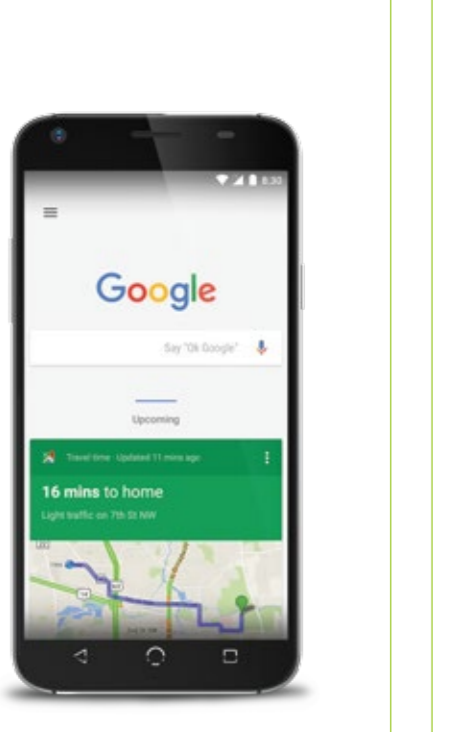 8:30
Google
Say "Ok Google"
Upcoming
Travel time · Updated 11 mins ago
16 mins to home
Light traffic on 7th St NW